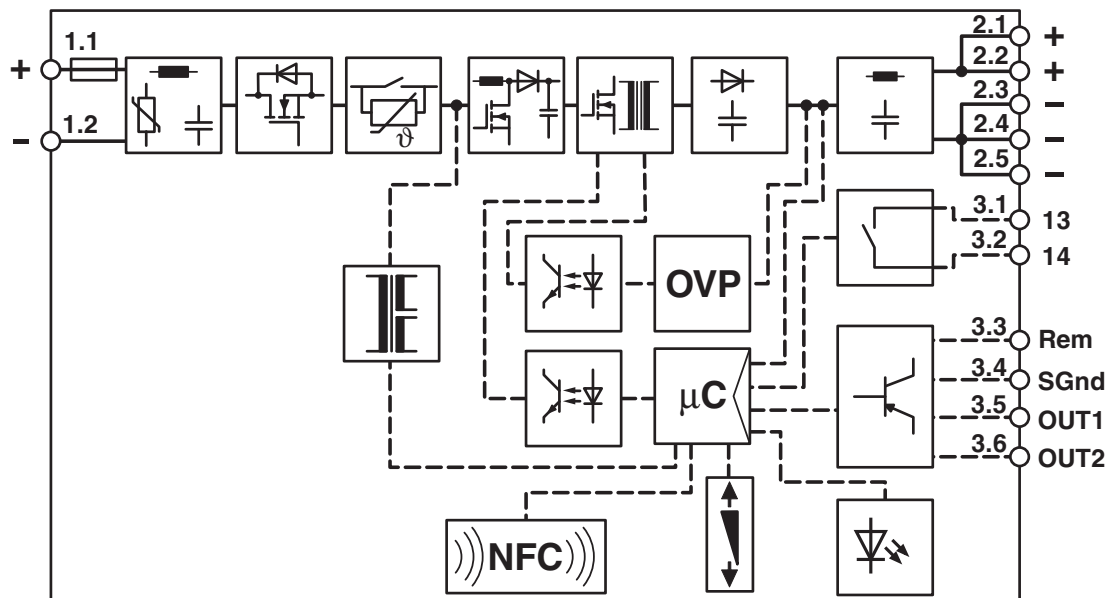 2.1
+
1.1
2.2
+
+
2.3
−
1.2
2.4
−
−
ϑ
2.5
−
3.1
13
3.2
14
OVP
3.3
Rem
3.4
SGnd
µC
3.5
OUT1
3.6
OUT2
NFC